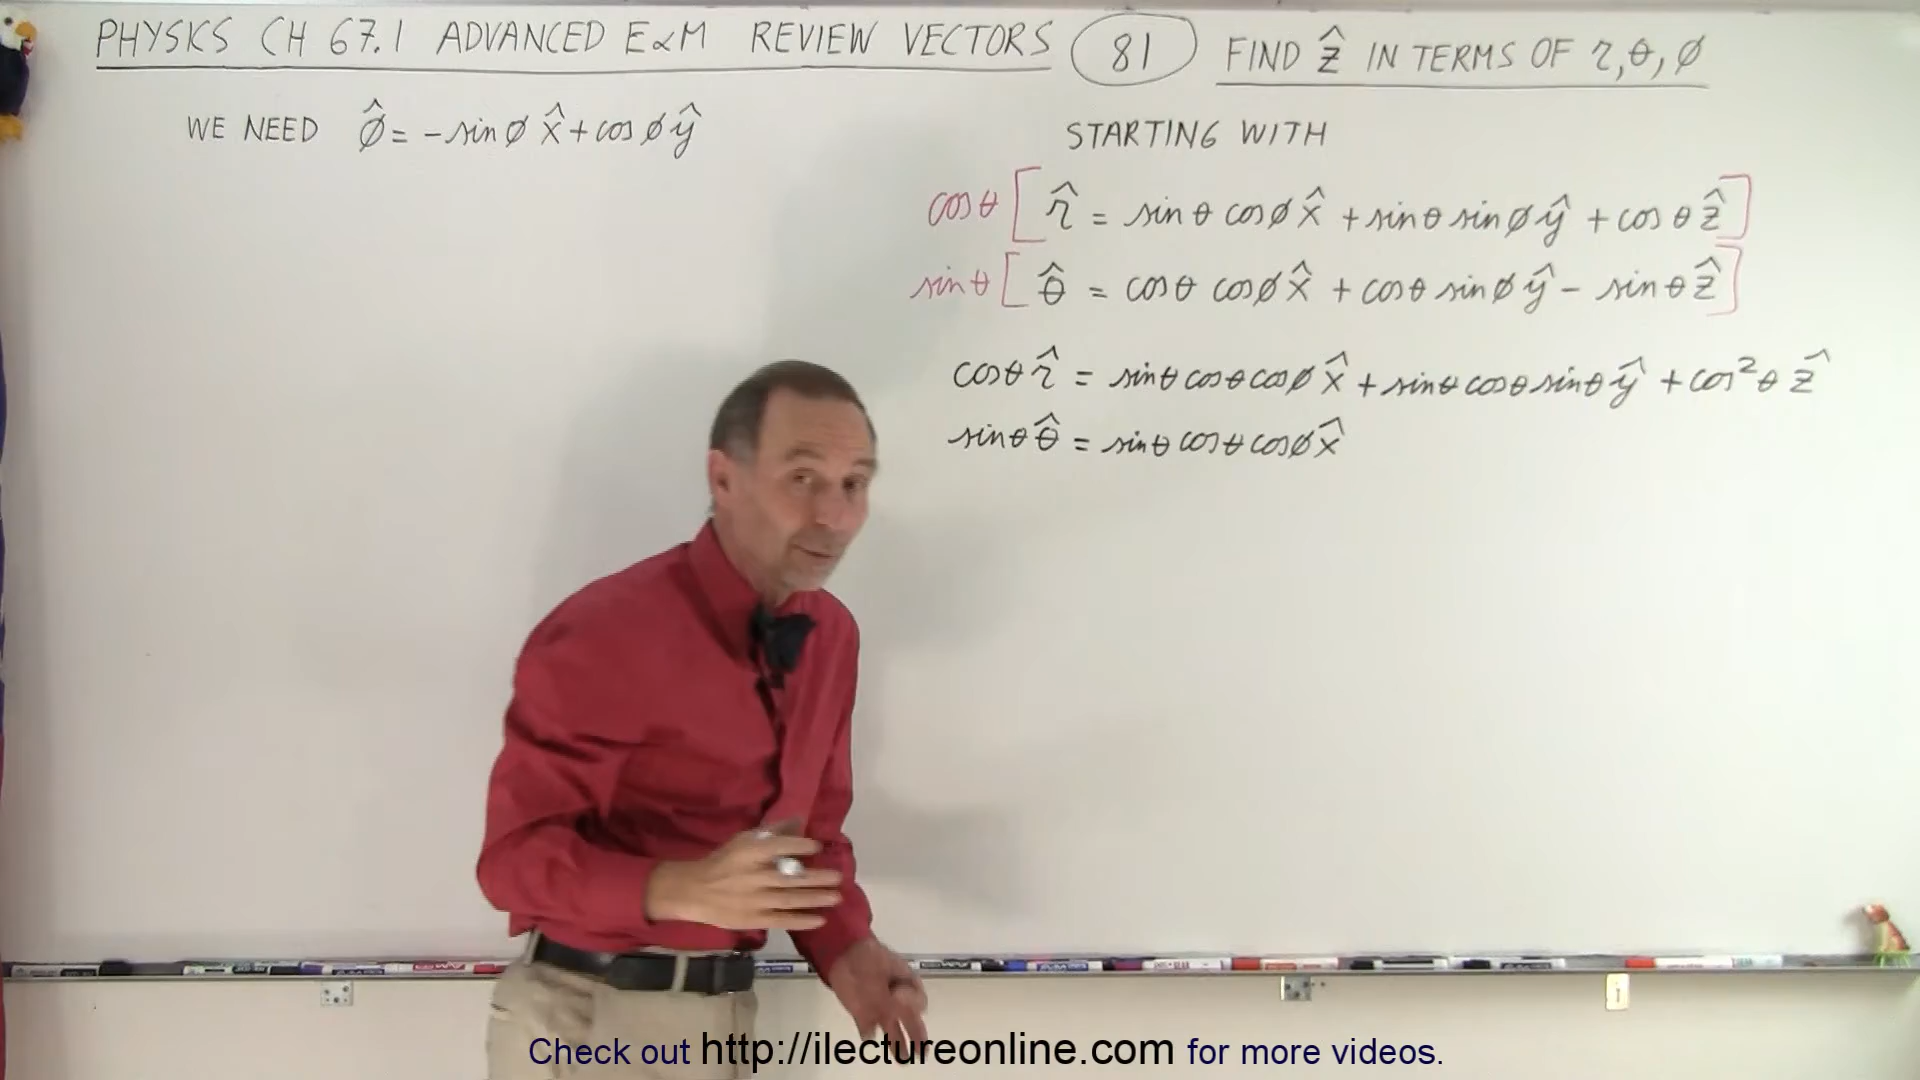 PHYSICS CH 67.1 ADVANCED E&M REVIEW VECTORS 81 FIND ẑ IN TERMS OF r, θ, ø
WE NEED ø̂ = -sin ø x̂ + cos ø ŷ
STARTING WITH
cos θ [ r̂ = sin θ cos ø x̂ + sin θ sin ø ŷ + cos θ ẑ ]
sin θ [ θ̂ = cos θ cos ø x̂ + cos θ sin ø ŷ - sin θ ẑ ]
cos θ r̂ = sin θ cos θ cos ø x̂ + sin θ cos θ sin θ ŷ + cos² θ ẑ
sin θ θ̂ = sin θ cos θ cos ø x̂
Check out http://ilectureonline.com for more videos.